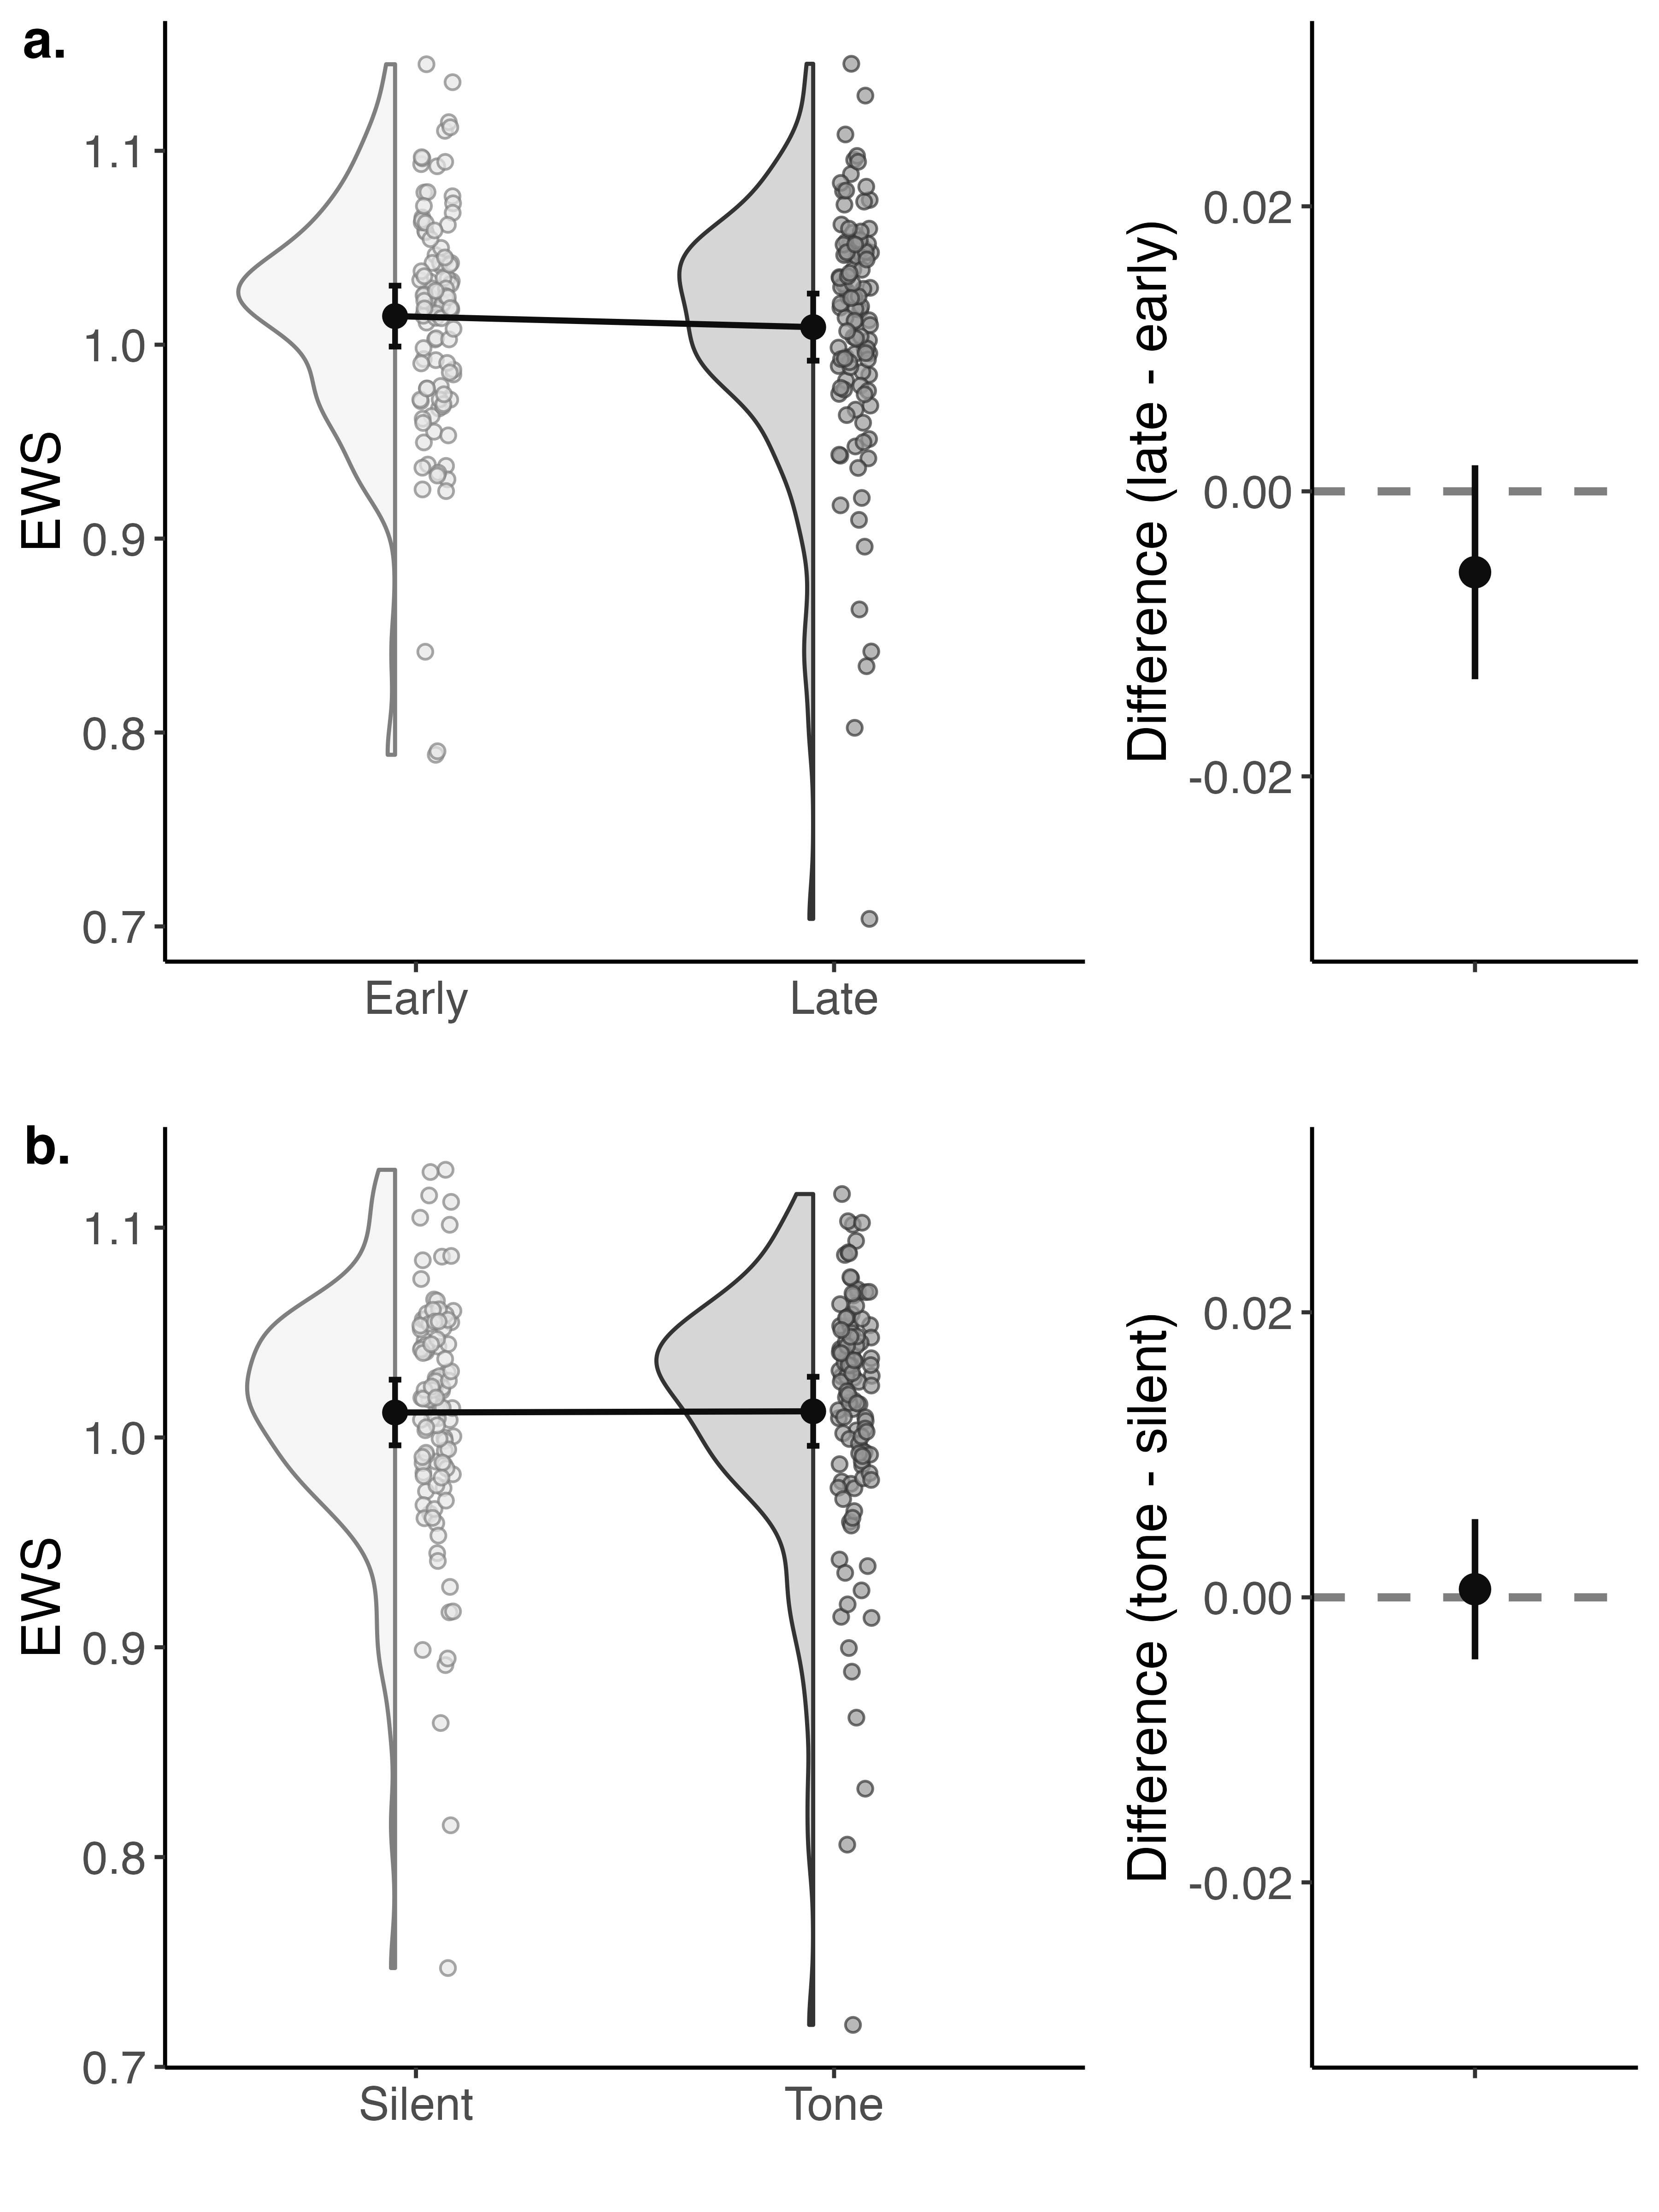 a.
EWS
1.1
1.0
0.9
0.8
0.7
Early
Late
Difference (late - early)
0.02
0.00
-0.02
b.
EWS
1.1
1.0
0.9
0.8
0.7
Silent
Tone
Difference (tone - silent)
0.02
0.00
-0.02